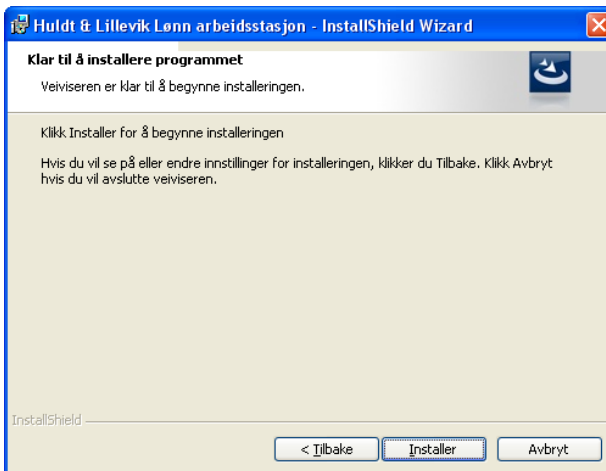 Huldt & Lillevik Lønn arbeidsstasjon - InstallShield Wizard
Klar til å installere programmet
Veiviseren er klar til å begynne installeringen.
Klikk Installer for å begynne installeringen
Hvis du vil se på eller endre innstillinger for installeringen, klikker du Tilbake. Klikk Avbryt
hvis du vil avslutte veiviseren.
InstallShield
< Tilbake
Installer
Avbryt